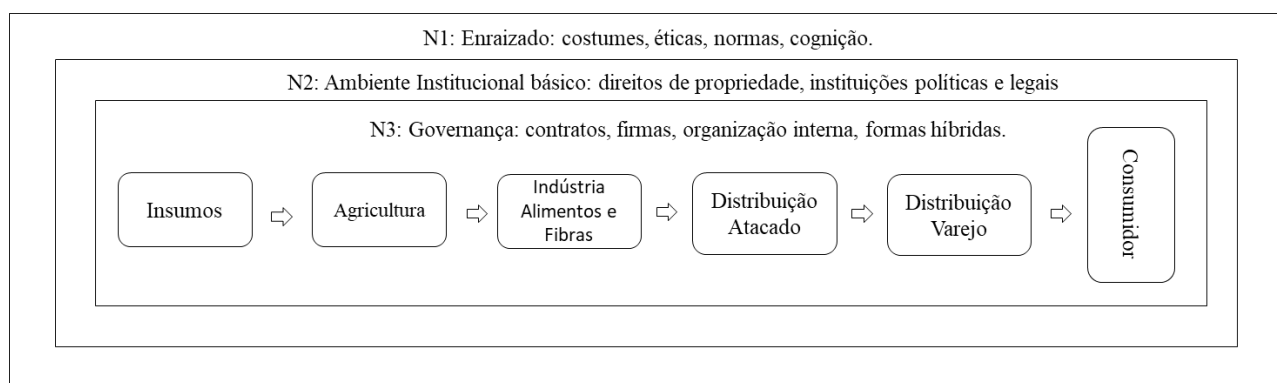 N1: Enraizado: costumes, éticas, normas, cognição.
N2: Ambiente Institucional básico: direitos de propriedade, instituições políticas e legais
N3: Governança: contratos, firmas, organização interna, formas híbridas.
Insumos
Agricultura
Indústria
Alimentos e
Fibras
Distribuição
Atacado
Distribuição
Varejo
Consumidor